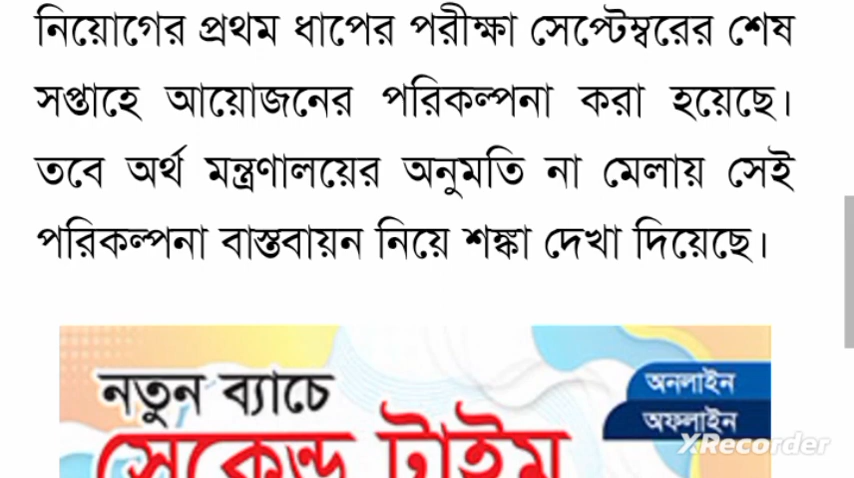 নিয়োগের প্রথম ধাপের পরীক্ষা সেপ্টেম্বরের শেষ
সপ্তাহে আয়োজনের পরিকল্পনা করা হয়েছে।
তবে অর্থ মন্ত্রণালয়ের অনুমতি না মেলায় সেই
পরিকল্পনা বাস্তবায়ন নিয়ে শঙ্কা দেখা দিয়েছে।
নতুন ব্যাচে
সেকেন্ড টাইম
অনলাইন
অফলাইন
XRecorder